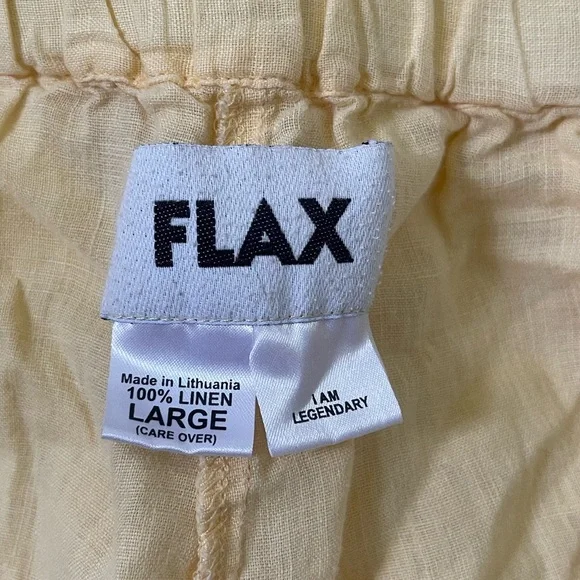 FLAX
Made in Lithuania
100% LINEN
LARGE
(CARE OVER)
I AM
LEGENDARY